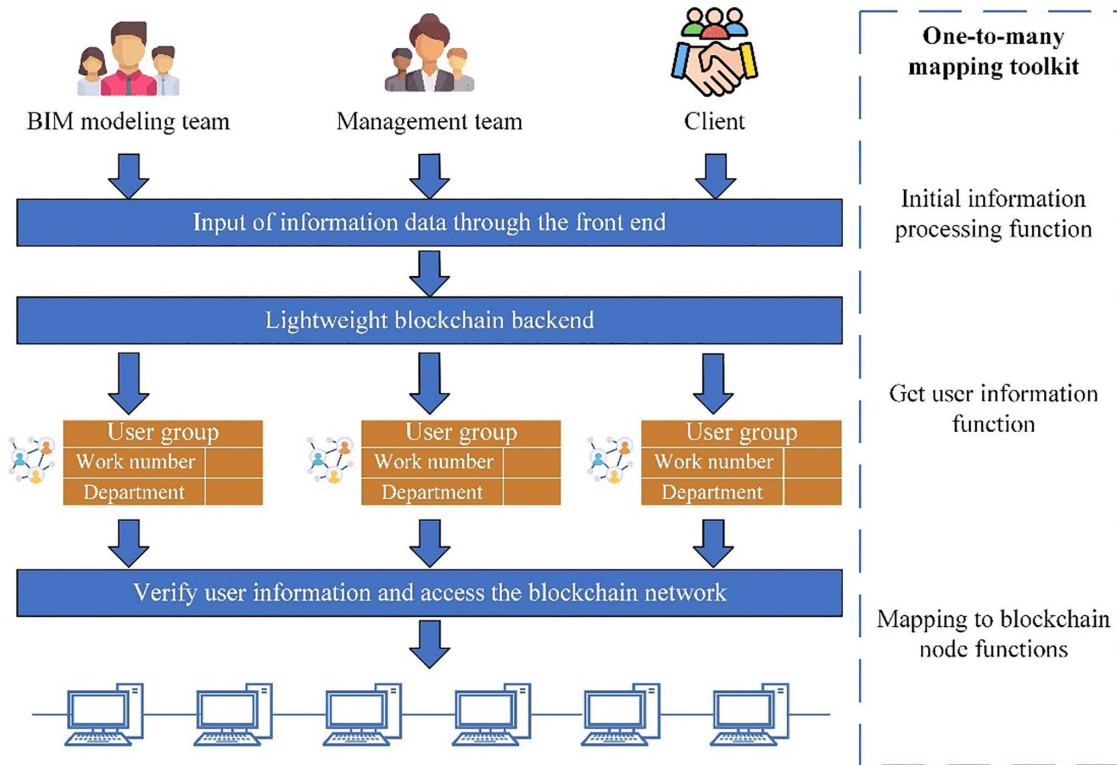 BIM modeling team
Management team
Client
Input of information data through the front end
Lightweight blockchain backend
User group
Work number
Department
User group
Work number
Department
User group
Work number
Department
Verify user information and access the blockchain network
One-to-many
mapping toolkit
Initial information
processing function
Get user information
function
Mapping to blockchain
node functions